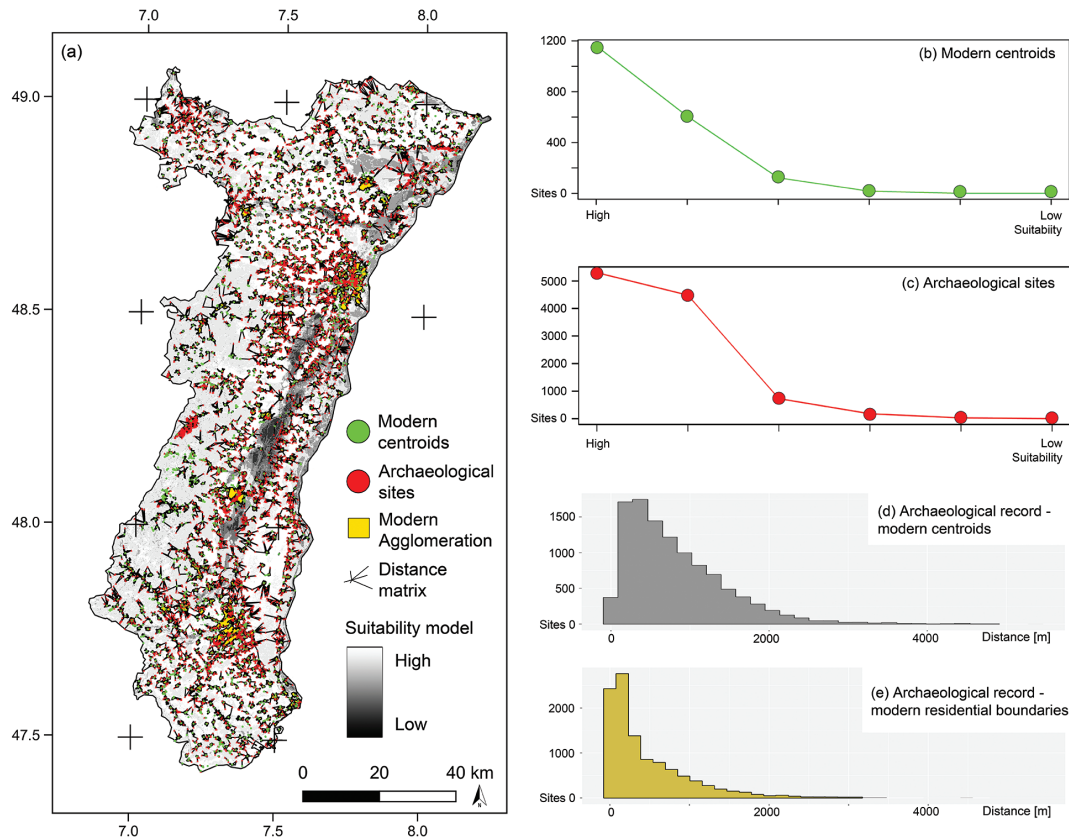 7.0 7.5 8.0
(a)
49.0
48.5
48.0
47.5
Modern
centroids
Archaeological
sites
Modern
Agglomeration
Distance
matrix
Suitability model
High
Low
0 20 40 km
N
7.0 7.5 8.0
(b) Modern centroids
1200
800
400
Sites 0
High
Low
Suitabiity
(c) Archaeological sites
5000
4000
3000
2000
1000
Sites 0
High
Low
Suitability
(d) Archaeological record -
modern centroids
1500
1000
500
Sites 0
0 2000 4000 Distance [m]
(e) Archaeological record -
modern residential boundaries
2000
1000
Sites 0
0 2000 4000 Distance [m]